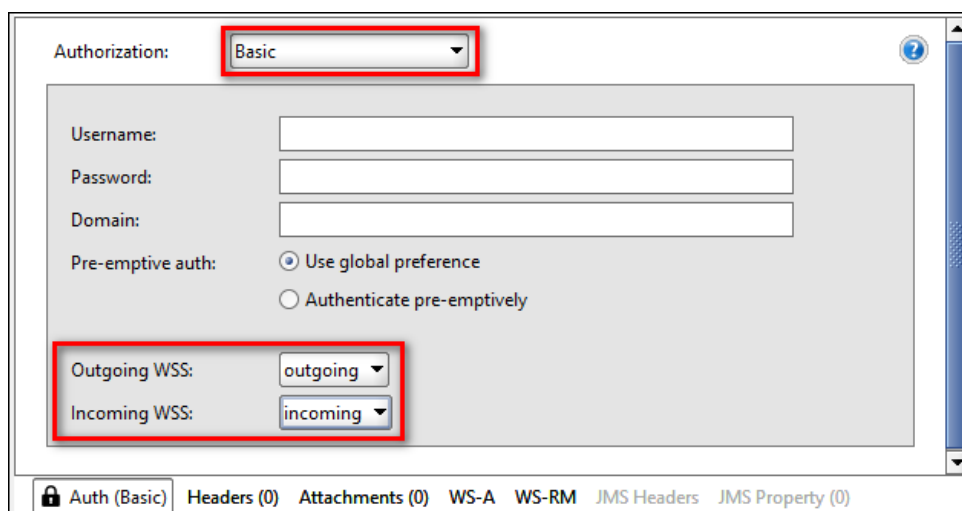 Authorization: Basic ?
Username:
Password:
Domain:
Pre-emptive auth: Use global preference
Authenticate pre-emptively
Outgoing WSS: outgoing
Incoming WSS: incoming
Auth (Basic) Headers (0) Attachments (0) WS-A WS-RM JMS Headers JMS Property (0)